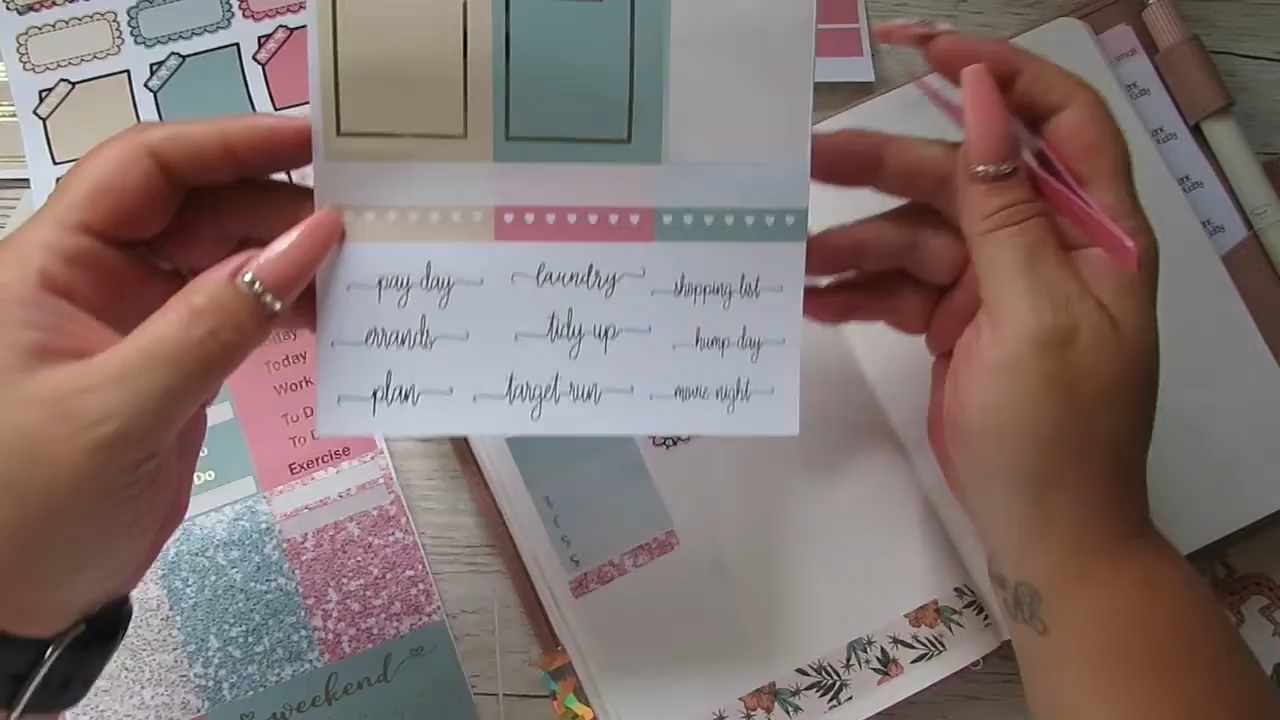 pay day
laundry
shopping list
errands
tidy up
hump day
plan
target run
movie night
Today
Work
To D
To D
Exercise
Do
weekend